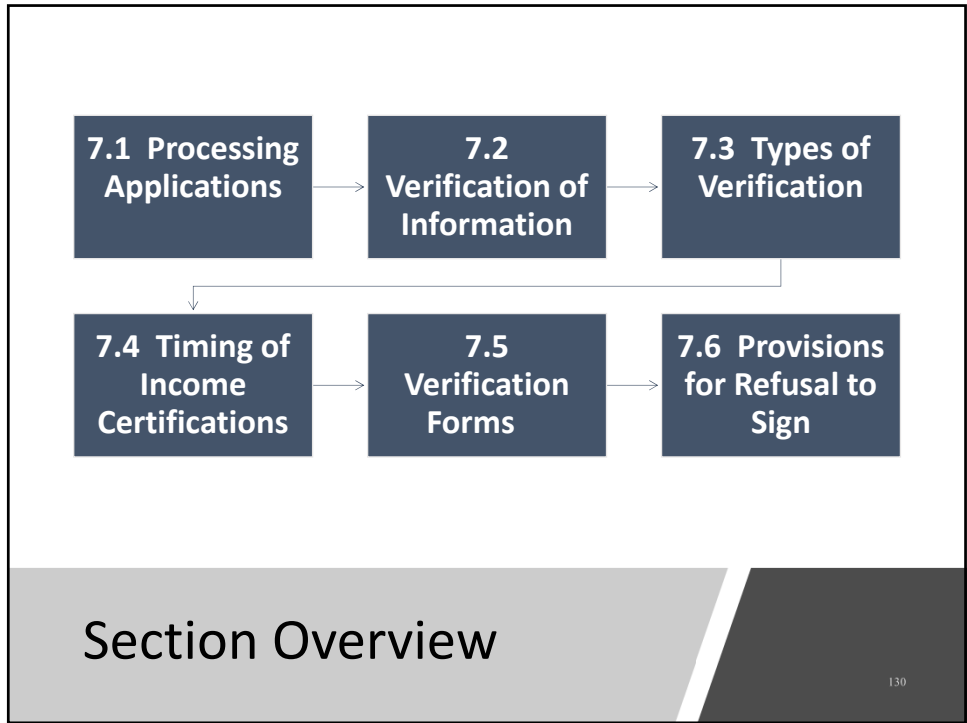 7.1 Processing
Applications
7.2
Verification of
Information
7.3 Types of
Verification
7.4 Timing of
Income
Certifications
7.5
Verification
Forms
7.6 Provisions
for Refusal to
Sign
Section Overview
130